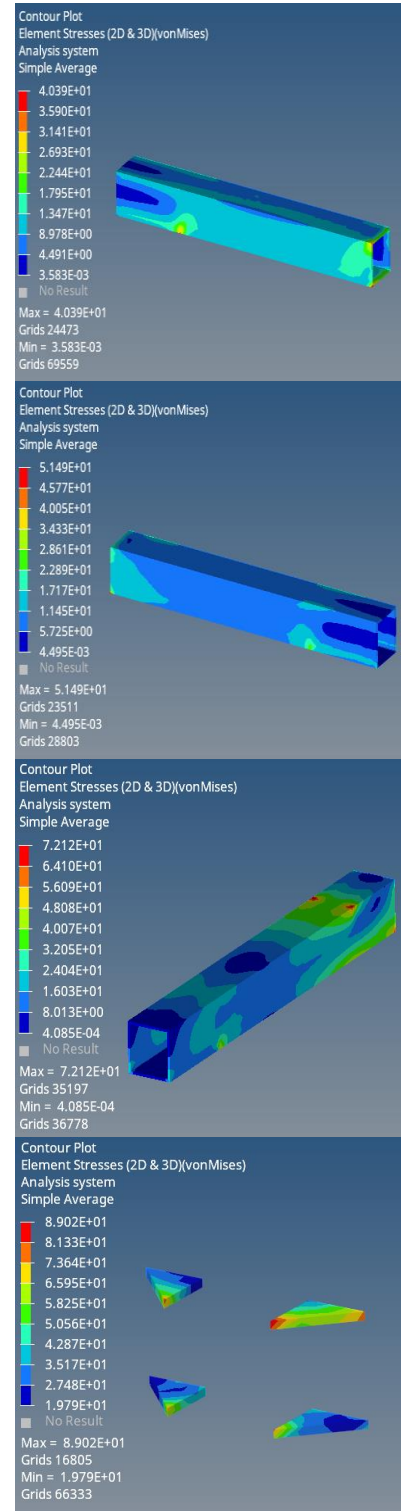 Contour Plot
Element Stresses (2D & 3D)(vonMises)
Analysis system
Simple Average
4.039E+01
3.590E+01
3.141E+01
2.693E+01
2.244E+01
1.795E+01
1.347E+01
8.978E+00
4.491E+00
3.583E-03
No Result
Max = 4.039E+01
Grids 24473
Min = 3.583E-03
Grids 69559
Contour Plot
Element Stresses (2D & 3D)(vonMises)
Analysis system
Simple Average
5.149E+01
4.577E+01
4.005E+01
3.433E+01
2.861E+01
2.289E+01
1.717E+01
1.145E+01
5.725E+00
4.495E-03
No Result
Max = 5.149E+01
Grids 23511
Min = 4.495E-03
Grids 28803
Contour Plot
Element Stresses (2D & 3D)(vonMises)
Analysis system
Simple Average
7.212E+01
6.410E+01
5.609E+01
4.808E+01
4.007E+01
3.205E+01
2.404E+01
1.603E+01
8.013E+00
4.085E-04
No Result
Max = 7.212E+01
Grids 35197
Min = 4.085E-04
Grids 36778
Contour Plot
Element Stresses (2D & 3D)(vonMises)
Analysis system
Simple Average
8.902E+01
8.133E+01
7.364E+01
6.595E+01
5.825E+01
5.056E+01
4.287E+01
3.517E+01
2.748E+01
1.979E+01
No Result
Max = 8.902E+01
Grids 16805
Min = 1.979E+01
Grids 66333